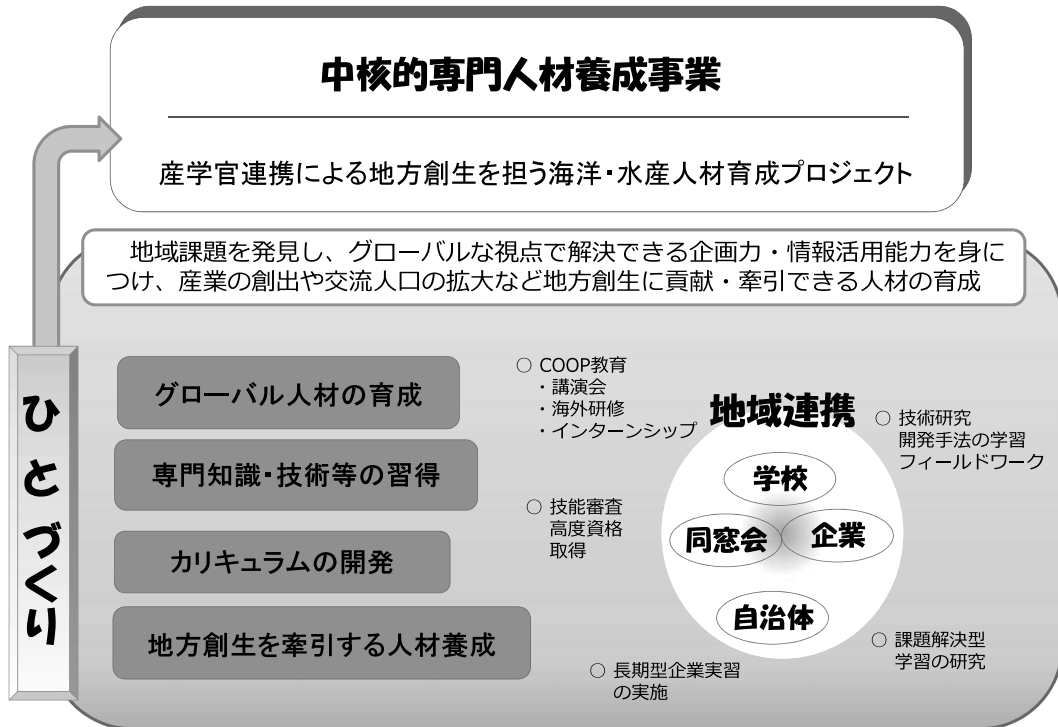 中核的専門人材養成事業
産学官連携による地方創生を担う海洋・水産人材育成プロジェクト
地域課題を発見し、グローバルな視点で解決できる企画力・情報活用能力を身に
つけ、産業の創出や交流人口の拡大など地方創生に貢献・牽引できる人材の育成
ひとづくり
グローバル人材の育成
専門知識・技術等の習得
カリキュラムの開発
地方創生を牽引する人材養成
○ COOP教育
・講演会
・海外研修
・インターンシップ
○ 技能審査
高度資格
取得
○ 長期型企業実習
の実施
地域連携
学校
同窓会
企業
自治体
○ 技術研究
開発手法の学習
フィールドワーク
○ 課題解決型
学習の研究